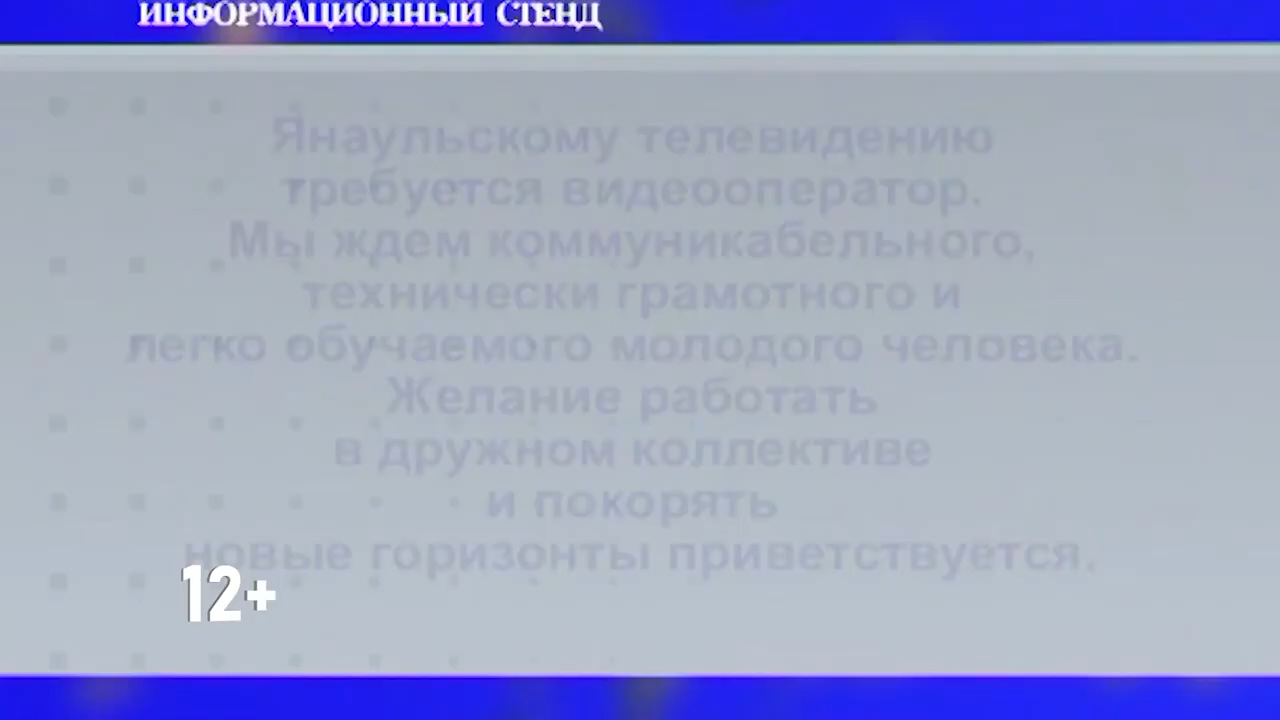 ИНФОРМАЦИОННЫЙ СТЕНД
Янаульскому телевидению
требуется видеооператор.
Мы ждем коммуникабельного,
технически грамотного и
легко обучаемого молодого человека.
Желание работать
в дружном коллективе
и покорять
новые горизонты приветствуется.
12+